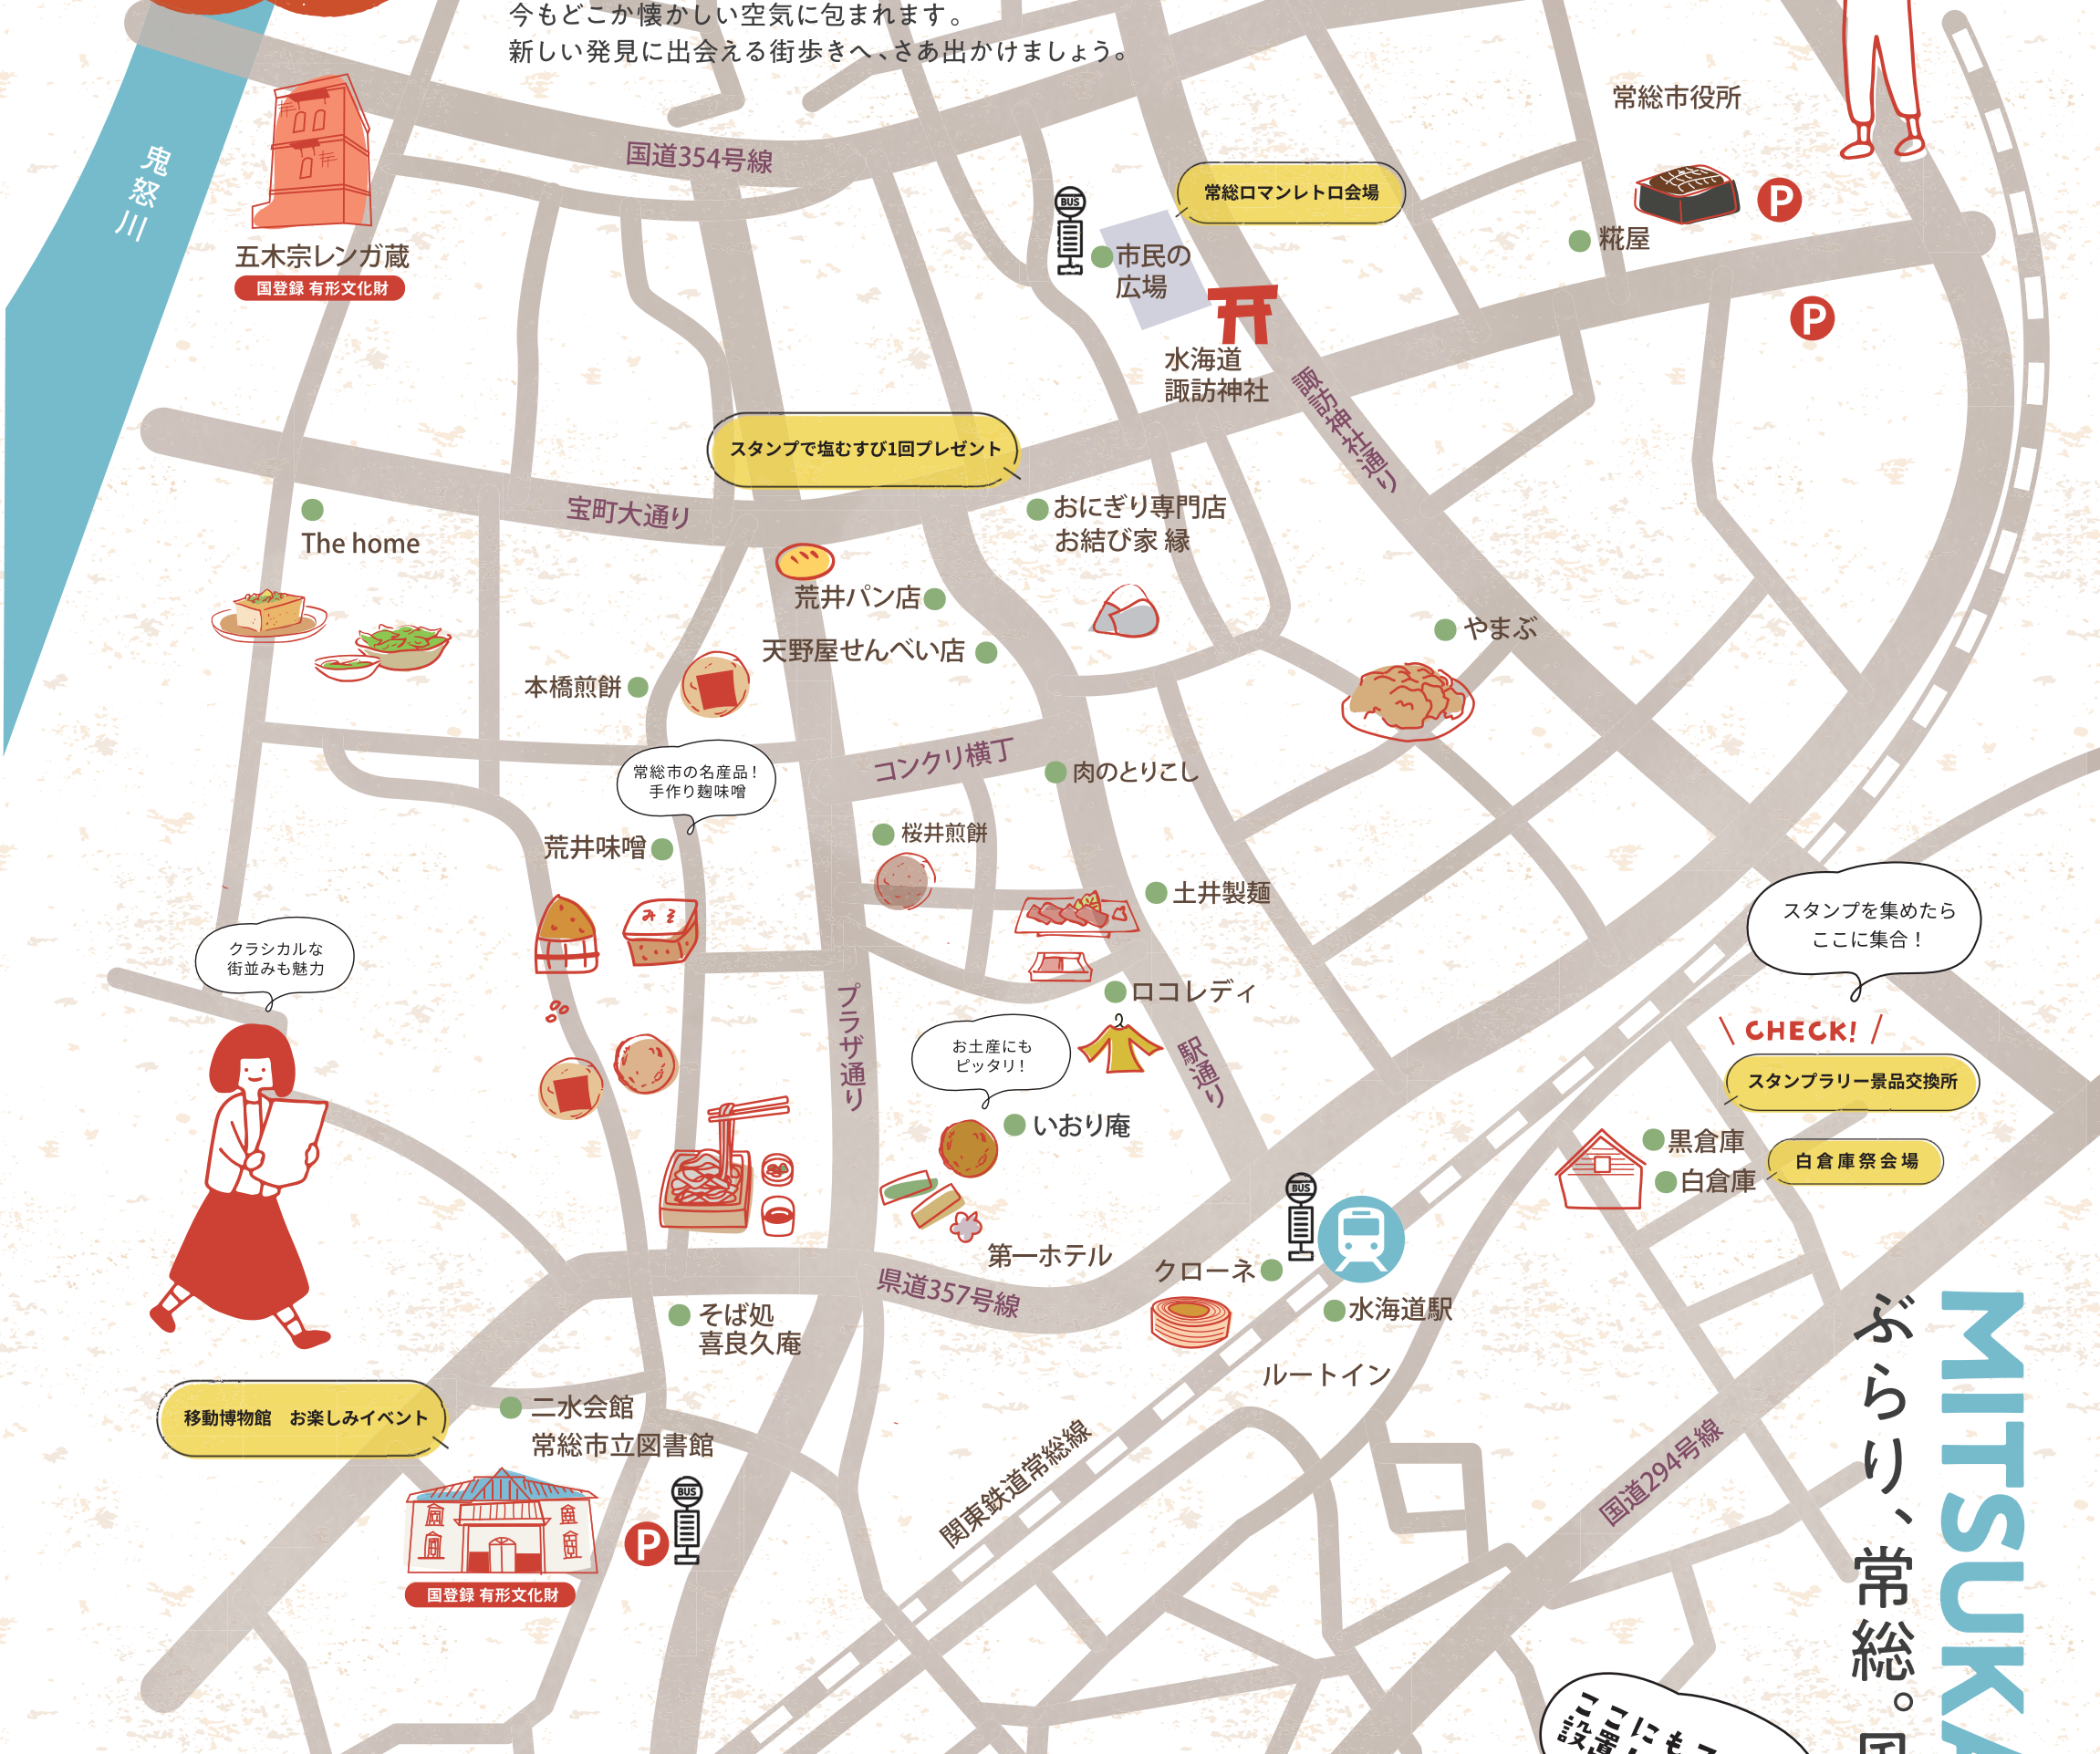 今もどこか懐かしい空気に包まれます。
新しい発見に出会える街歩きへ、さあ出かけましょう。
鬼怒川
五木宗レンガ蔵
国登録 有形文化財
国道354号線
BUS
市民の
広場
常総ロマンレトロ会場
水海道
諏訪神社
諏訪神社通り
常総市役所
P
糀屋
P
The home
宝町大通り
スタンプで塩むすび1回プレゼント
おにぎり専門店
お結び家 縁
荒井パン店
天野屋せんべい店
本橋煎餅
やまぶ
コンクリ横丁
肉のとりこし
常総市の名産品！
手作り麹味噌
荒井味噌
みそ
桜井煎餅
土井製麺
ロコレディ
クラシカルな
街並みも魅力
プラザ通り
駅通り
お土産にも
ピッタリ！
いおり庵
第一ホテル
スタンプを集めたら
ここに集合！
CHECK!
スタンプラリー景品交換所
黒倉庫
白倉庫
白倉庫祭会場
BUS
クローネ
水海道駅
ルートイン
県道357号線
そば処
喜良久庵
移動博物館　お楽しみイベント
二水会館
常総市立図書館
国登録 有形文化財
P
BUS
関東鉄道常総線
国道294号線
ぶらり、常総。
MITSUKA
ここにも
設置